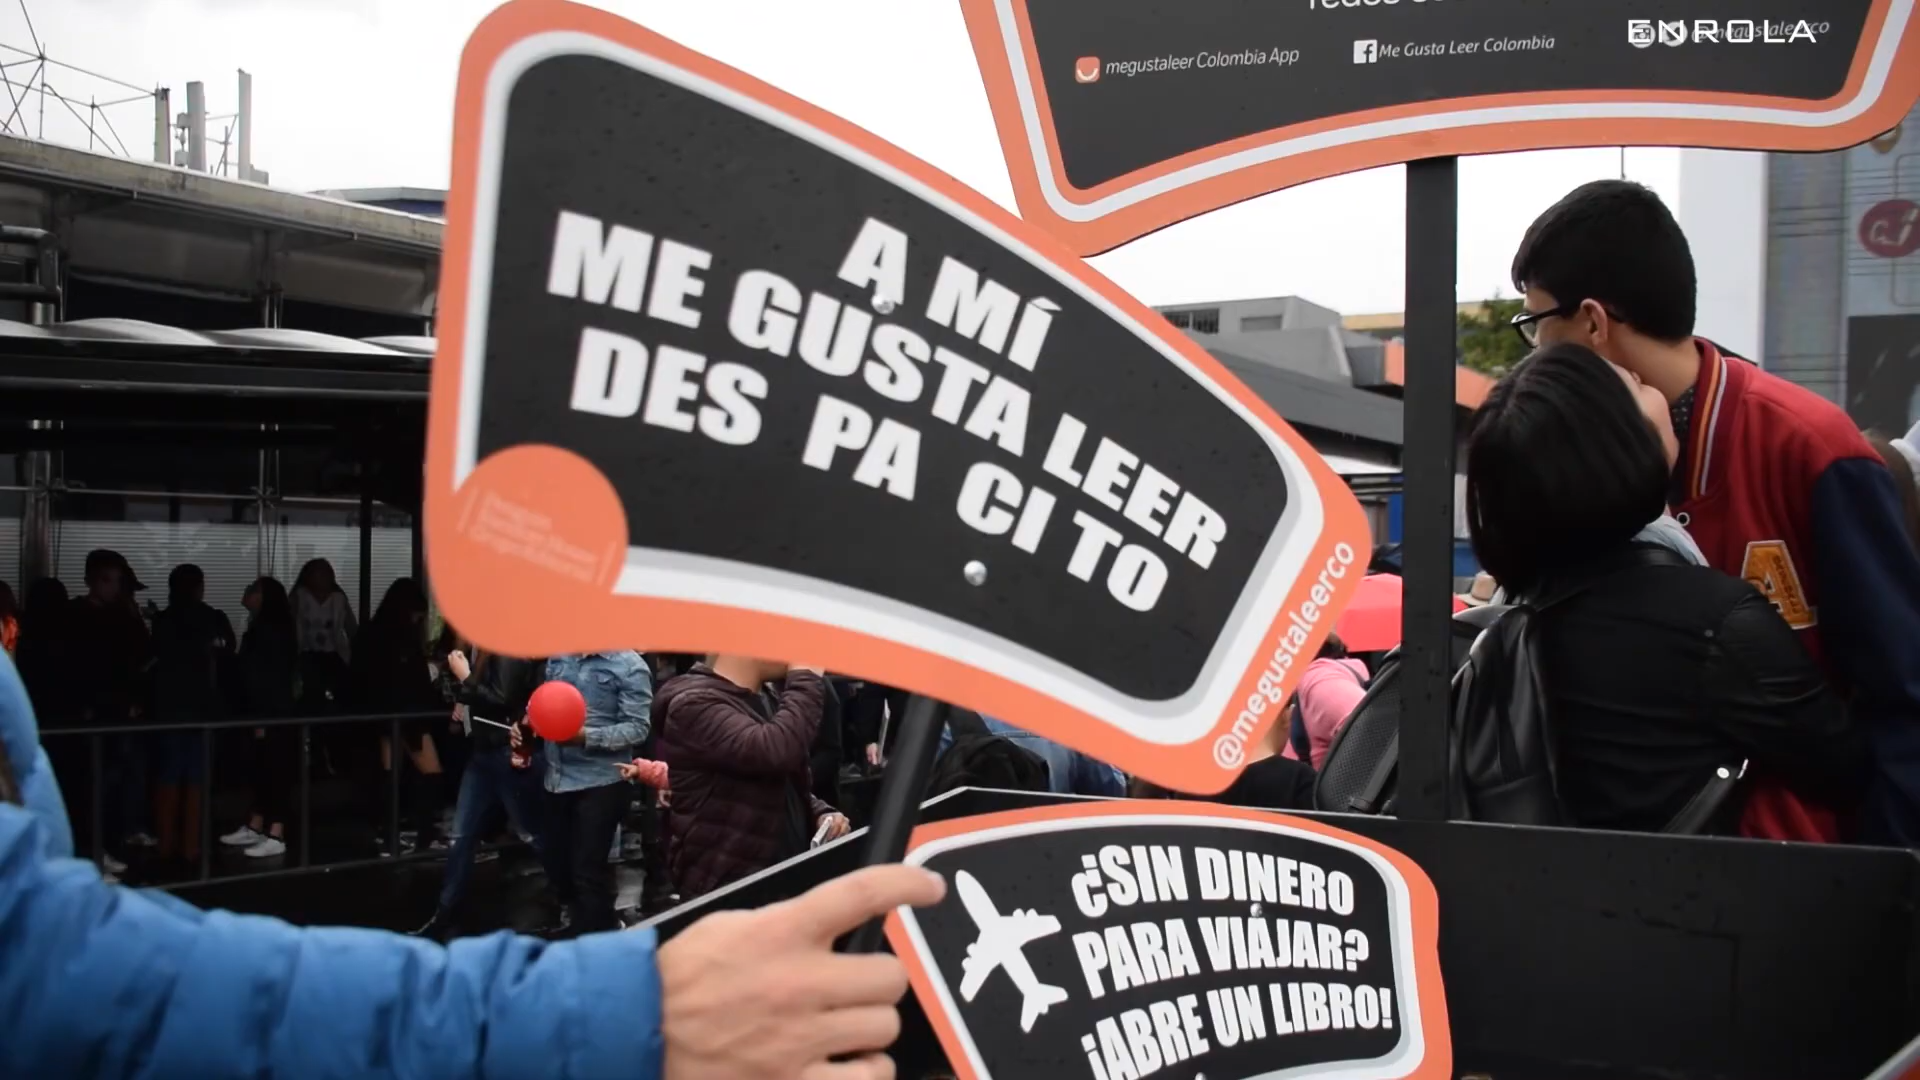 ENROLA
megustaleer Colombia App
Me Gusta Leer Colombia
A MÍ
ME GUSTA LEER
DES PA CI TO
@megustaleerco
¿SIN DINERO
PARA VIAJAR?
¡ABRE UN LIBRO!
A